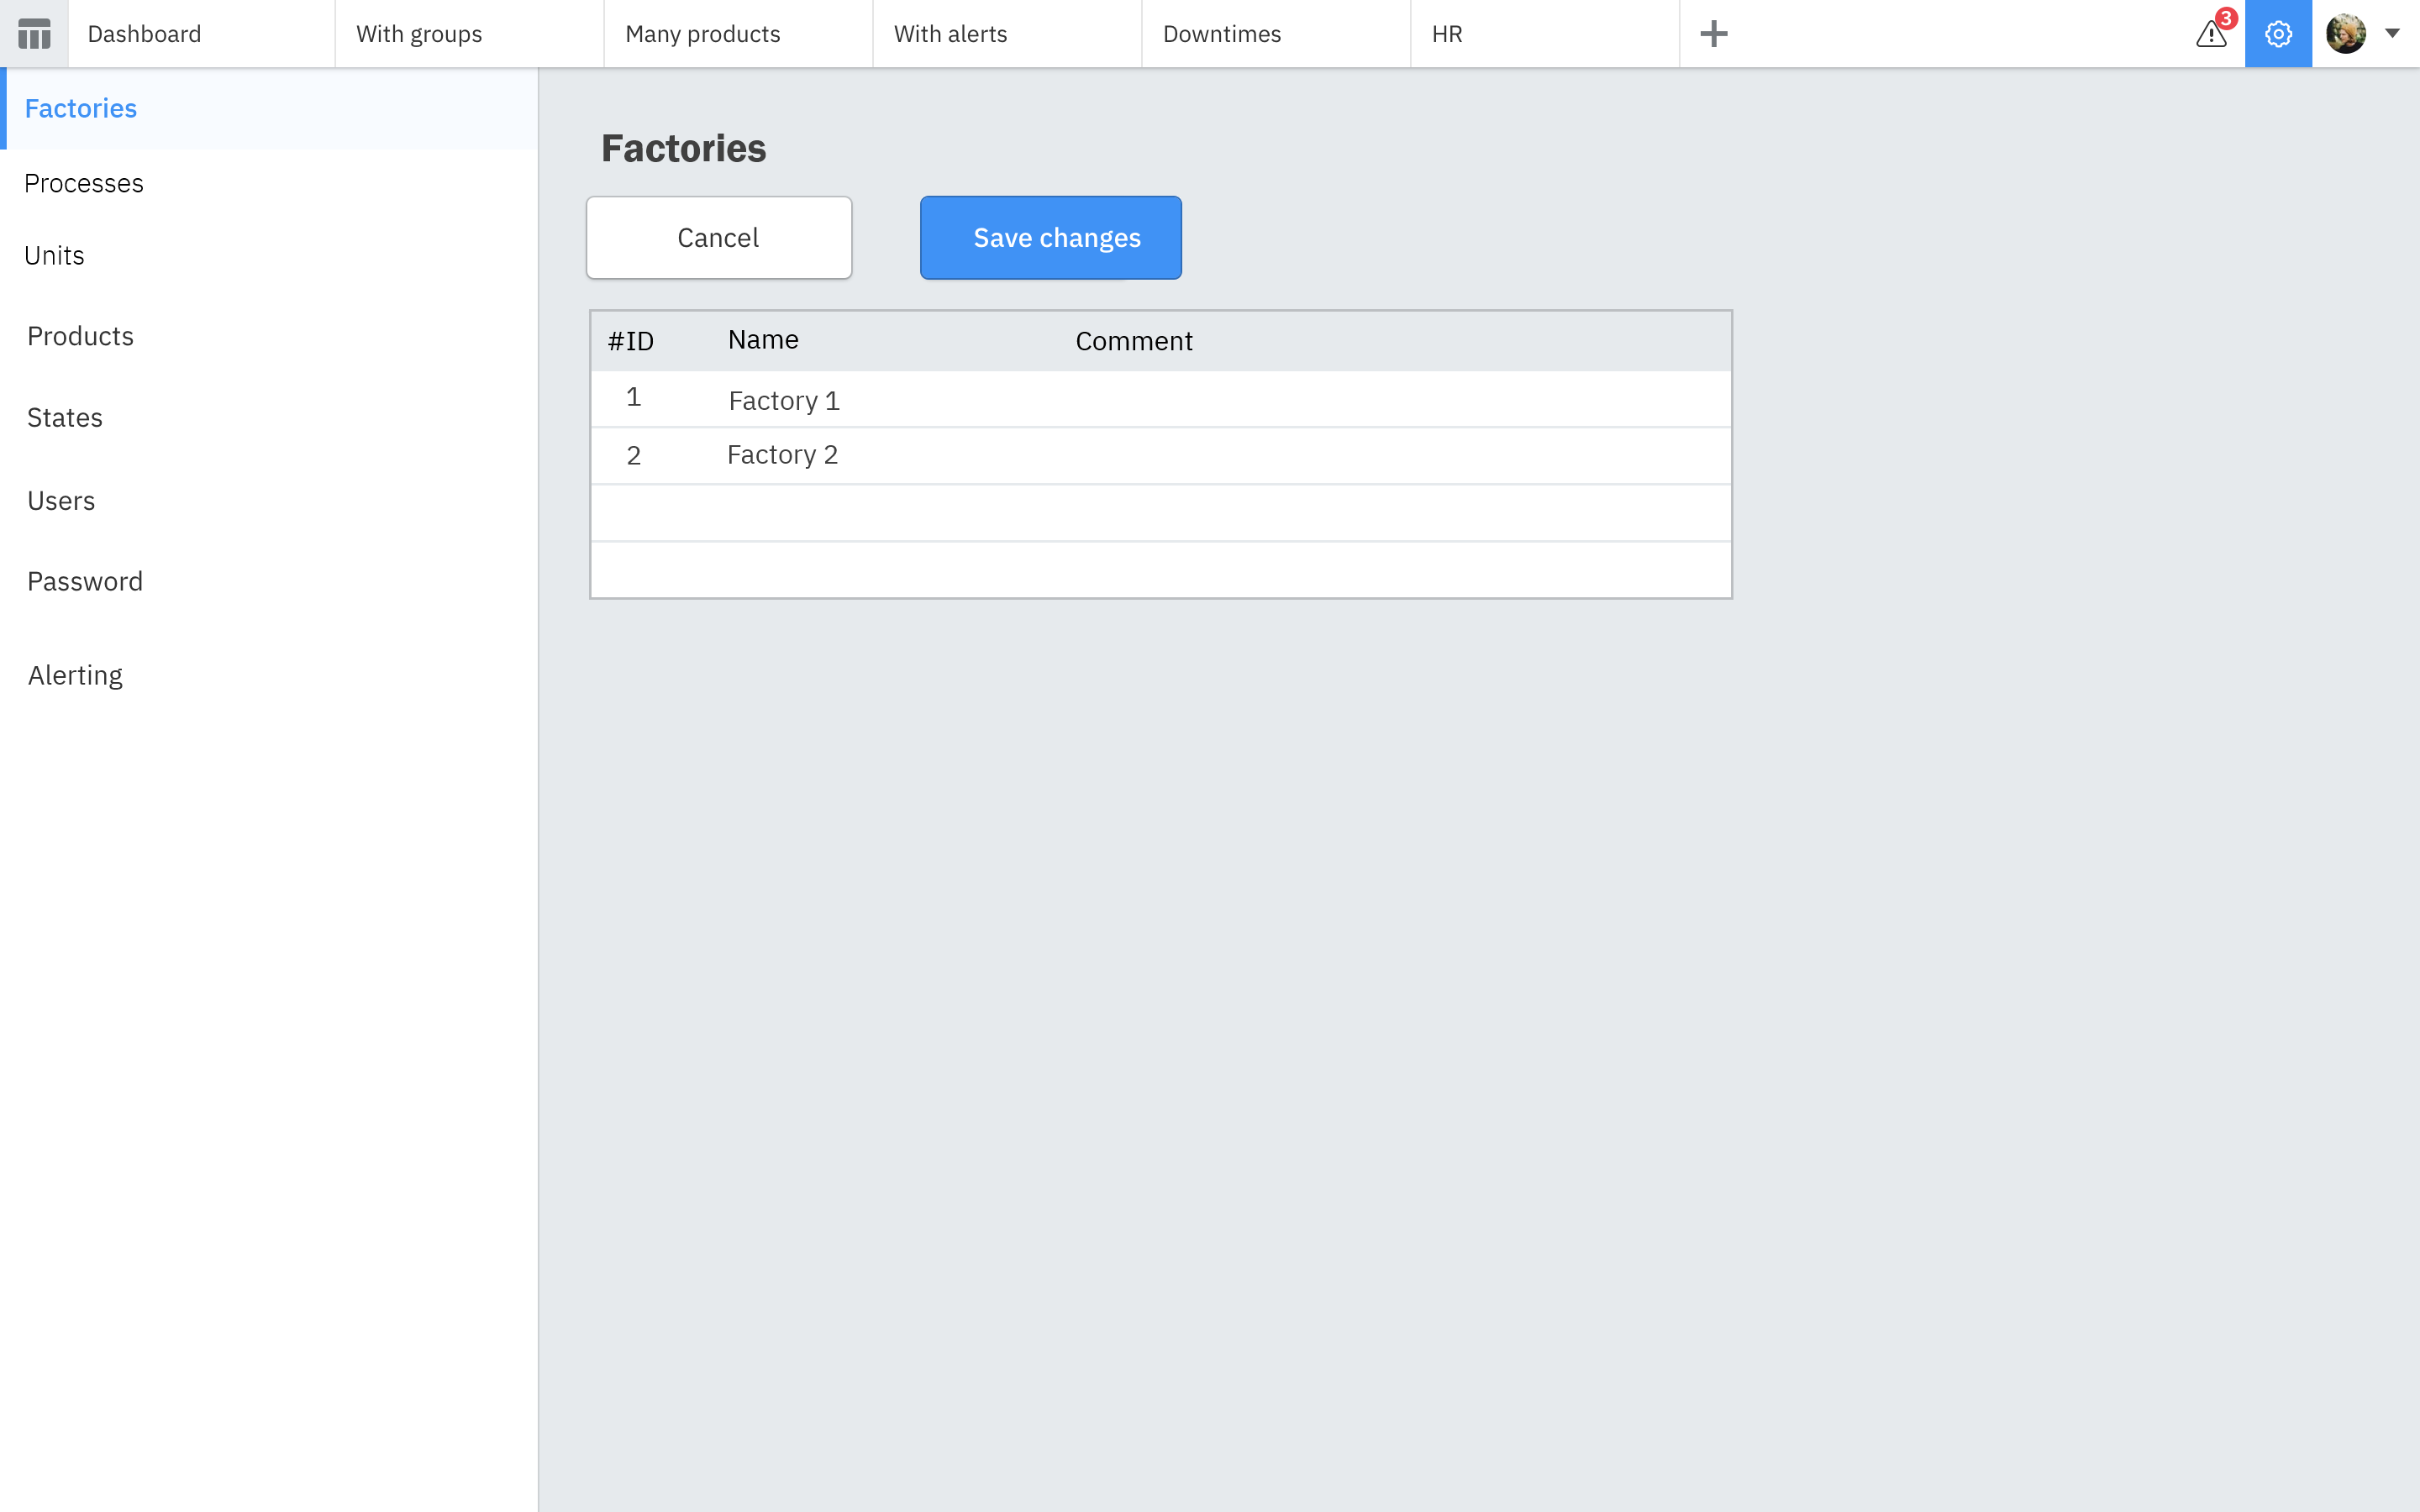 Dashboard With groups Many products With alerts Downtimes HR 3
Factories
Processes
Units
Products
States
Users
Password
Alerting
Factories
Cancel Save changes
#ID Name Comment
1 Factory 1
2 Factory 2